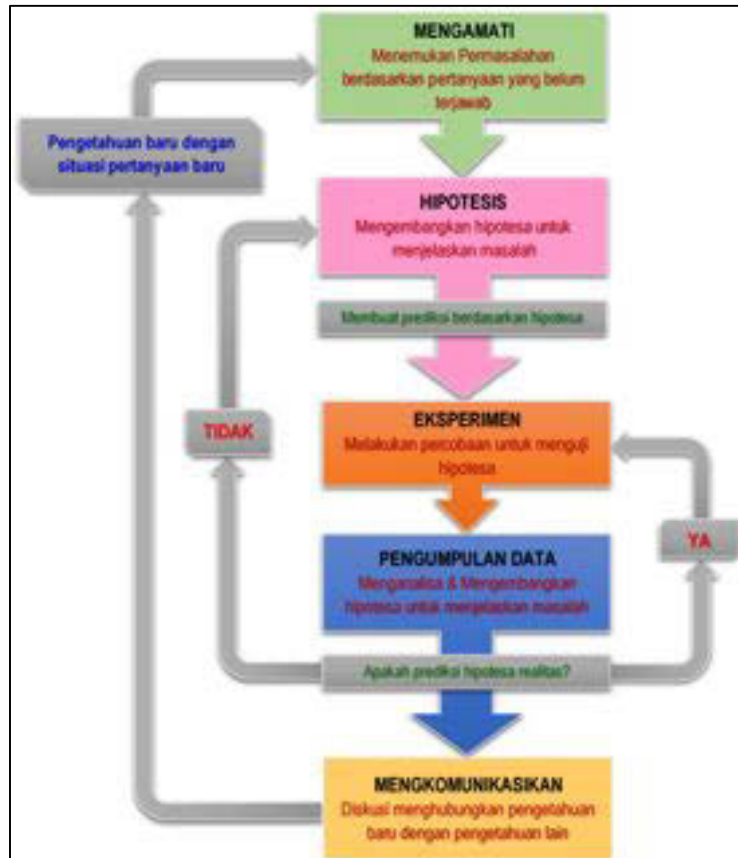 MENGAMATI
Menemukan Permasalahan
berdasarkan pertanyaan yang belum
terjawab
Pengetahuan baru dengan
situasi pertanyaan baru
HIPOTESIS
Mengembangkan hipotesa untuk
menjelaskan masalah
Membuat prediksi berdasarkan hipotesa
TIDAK
EKSPERIMEN
Melakukan percobaan untuk menguji
hipotesa
YA
PENGUMPULAN DATA
Menganalisa & Mengembangkan
hipotesa untuk menjelaskan masalah
Apakah prediksi hipotesa realitas?
MENGKOMUNIKASIKAN
Diskusi menghubungkan pengetahuan
baru dengan pengetahuan lain